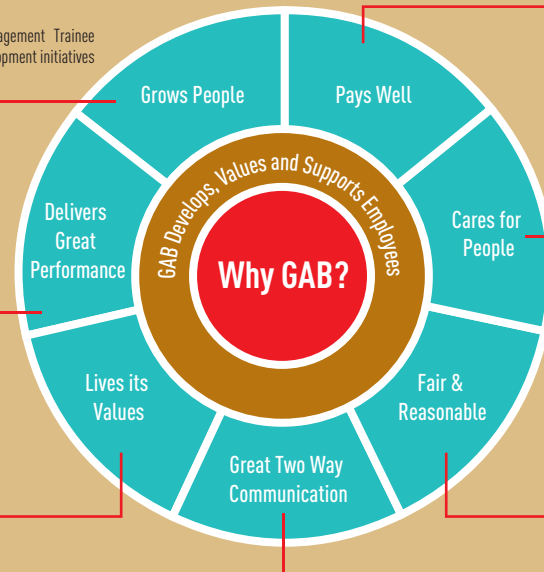 agement Trainee
opment initiatives
Grows People
Pays Well
Delivers
Great
Performance
Cares for
People
GAB Develops, Values and Supports Employees
Why GAB?
Lives its
Values
Fair &
Reasonable
Great Two Way
Communication